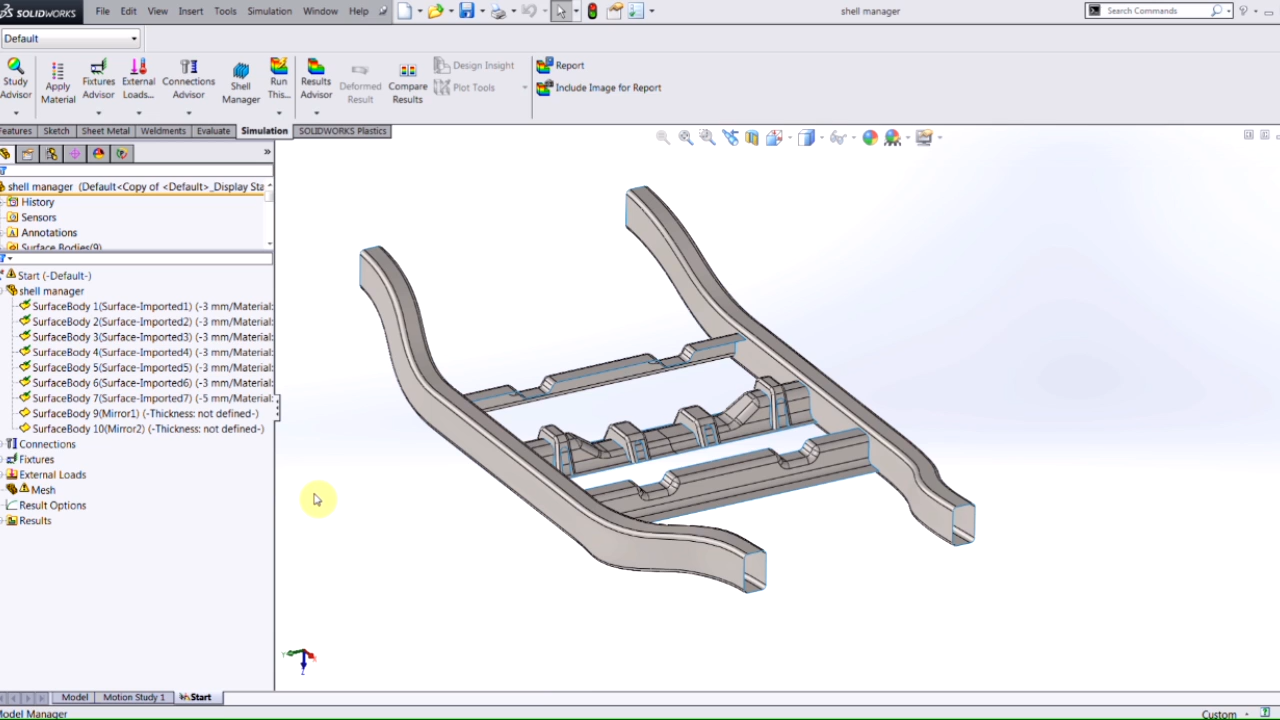 SOLIDWORKS File Edit View Insert Tools Simulation Window Help shell manager Search Commands
Default
Study Advisor
Apply Material
Fixtures Advisor
External Loads...
Connections Advisor
Shell Manager
Run This...
Results Advisor
Deformed Result
Compare Results
Design Insight
Plot Tools
Report
Include Image for Report
Features Sketch Sheet Metal Weldments Evaluate Simulation SOLIDWORKS Plastics
shell manager (Default<Copy of <Default>_Display Sta
History
Sensors
Annotations
Surface Bodies(9)
Start (-Default-)
shell manager
SurfaceBody 1(Surface-Imported1) (-3 mm/Material:
SurfaceBody 2(Surface-Imported2) (-3 mm/Material:
SurfaceBody 3(Surface-Imported3) (-3 mm/Material:
SurfaceBody 4(Surface-Imported4) (-3 mm/Material:
SurfaceBody 5(Surface-Imported5) (-3 mm/Material:
SurfaceBody 6(Surface-Imported6) (-3 mm/Material:
SurfaceBody 7(Surface-Imported7) (-5 mm/Material:
SurfaceBody 9(Mirror1) (-Thickness: not defined-)
SurfaceBody 10(Mirror2) (-Thickness: not defined-)
Connections
Fixtures
External Loads
Mesh
Result Options
Results
Model Motion Study 1 Start
Model Manager Custom